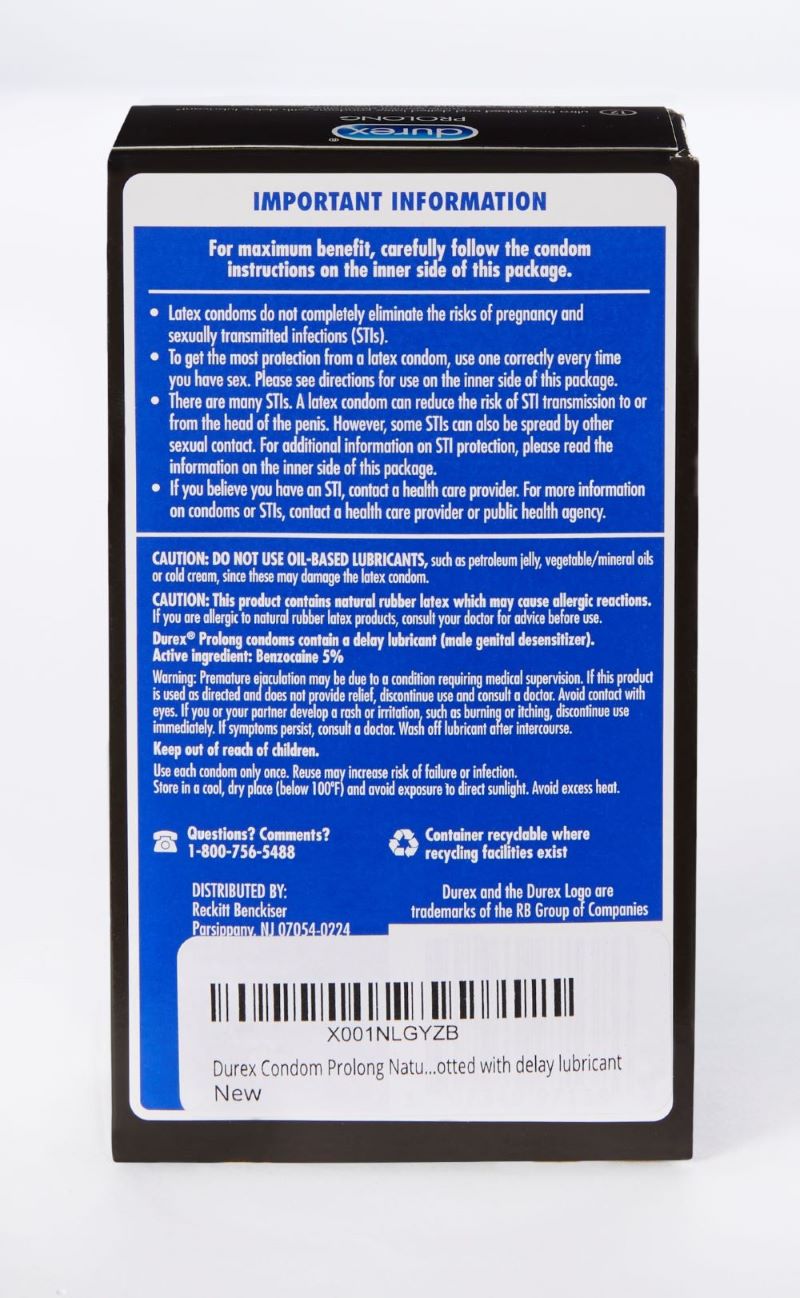 durex
PROLONG
IMPORTANT INFORMATION
For maximum benefit, carefully follow the condom
instructions on the inner side of this package.
• Latex condoms do not completely eliminate the risks of pregnancy and
sexually transmitted infections (STIs).
• To get the most protection from a latex condom, use one correctly every time
you have sex. Please see directions for use on the inner side of this package.
• There are many STIs. A latex condom can reduce the risk of STI transmission to or
from the head of the penis. However, some STIs can also be spread by other
sexual contact. For additional information on STI protection, please read the
information on the inner side of this package.
• If you believe you have an STI, contact a health care provider. For more information
on condoms or STIs, contact a health care provider or public health agency.
CAUTION: DO NOT USE OIL-BASED LUBRICANTS, such as petroleum jelly, vegetable/mineral oils
or cold cream, since these may damage the latex condom.
CAUTION: This product contains natural rubber latex which may cause allergic reactions.
If you are allergic to natural rubber latex products, consult your doctor for advice before use.
Durex® Prolong condoms contain a delay lubricant (male genital desensitizer).
Active ingredient: Benzocaine 5%
Warning: Premature ejaculation may be due to a condition requiring medical supervision. If this product
is used as directed and does not provide relief, discontinue use and consult a doctor. Avoid contact with
eyes. If you or your partner develop a rash or irritation, such as burning or itching, discontinue use
immediately. If symptoms persist, consult a doctor. Wash off lubricant after intercourse.
Keep out of reach of children.
Use each condom only once. Reuse may increase risk of failure or infection.
Store in a cool, dry place (below 100°F) and avoid exposure to direct sunlight. Avoid excess heat.
Questions? Comments?
1-800-756-5488
Container recyclable where
recycling facilities exist
DISTRIBUTED BY:
Reckitt Benckiser
Parsippany, NJ 07054-0224
Durex and the Durex Logo are
trademarks of the RB Group of Companies
X001NLGYZB
Durex Condom Prolong Natu...otted with delay lubricant
New